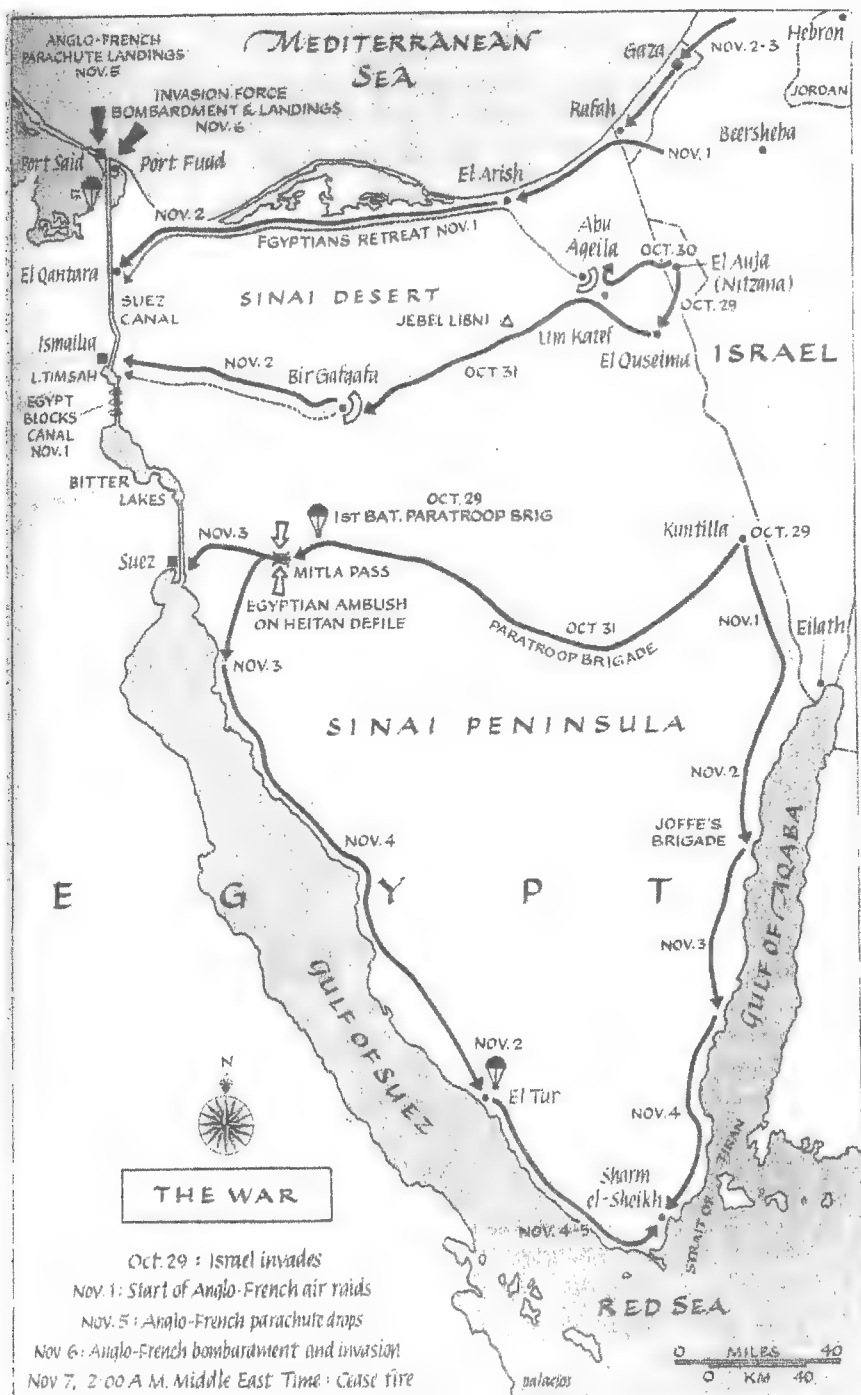 ANGLO-FRENCH
PARACHUTE LANDINGS
NOV. 5
MEDITERRANEAN
SEA
INVASION FORCE
BOMBARDMENT & LANDINGS
NOV. 6
Gaza
NOV. 2-3
Hebron
JORDAN
Rafah
Beersheba
NOV. 1
Port Said
Port Fuad
El Arish
NOV. 2
EGYPTIANS RETREAT NOV. 1
Abu
Ageila
OCT. 30
El Auja
(Nitzana)
OCT. 29
El Qantara
SUEZ
CANAL
SINAI DESERT
JEBEL LIBNI
Um Katef
El Quseima
ISRAEL
Ismailia
L. TIMSAH
NOV. 2
Bir Gafgafa
OCT 31
EGYPT
BLOCKS
CANAL
NOV. 1
BITTER
LAKES
OCT. 29
1ST BAT. PARATROOP BRIG
NOV. 3
Suez
MITLA PASS
EGYPTIAN AMBUSH
ON HEITAN DEFILE
Kuntilla
OCT. 29
OCT 31
PARATROOP BRIGADE
NOV. 1
Eilath
NOV. 3
SINAI PENINSULA
NOV. 2
JOFFE'S
BRIGADE
NOV. 4
EGYPT
NOV. 3
GULF OF AQABA
GULF OF SUEZ
NOV. 2
El Tur
NOV. 4
N
Sharm
el-Sheikh
NOV. 4-5
STRAIT OF TIRAN
RED SEA
THE WAR
Oct. 29 : Israel invades
Nov. 1 : Start of Anglo-French air raids
Nov. 5 : Anglo-French parachute drops
Nov 6 : Anglo-French bombardment and invasion
Nov 7, 2:00 A.M. Middle East Time : Cease fire
palacios
0 MILES 40
0 KM 40